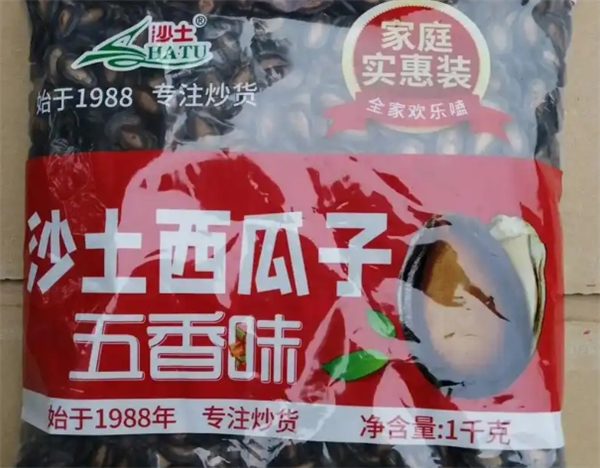 沙土®
SHATU
家庭
实惠装
全家欢乐嗑
始于1988 专注炒货
沙土西瓜子
五香味
始于1988年 专注炒货 净含量:1千克